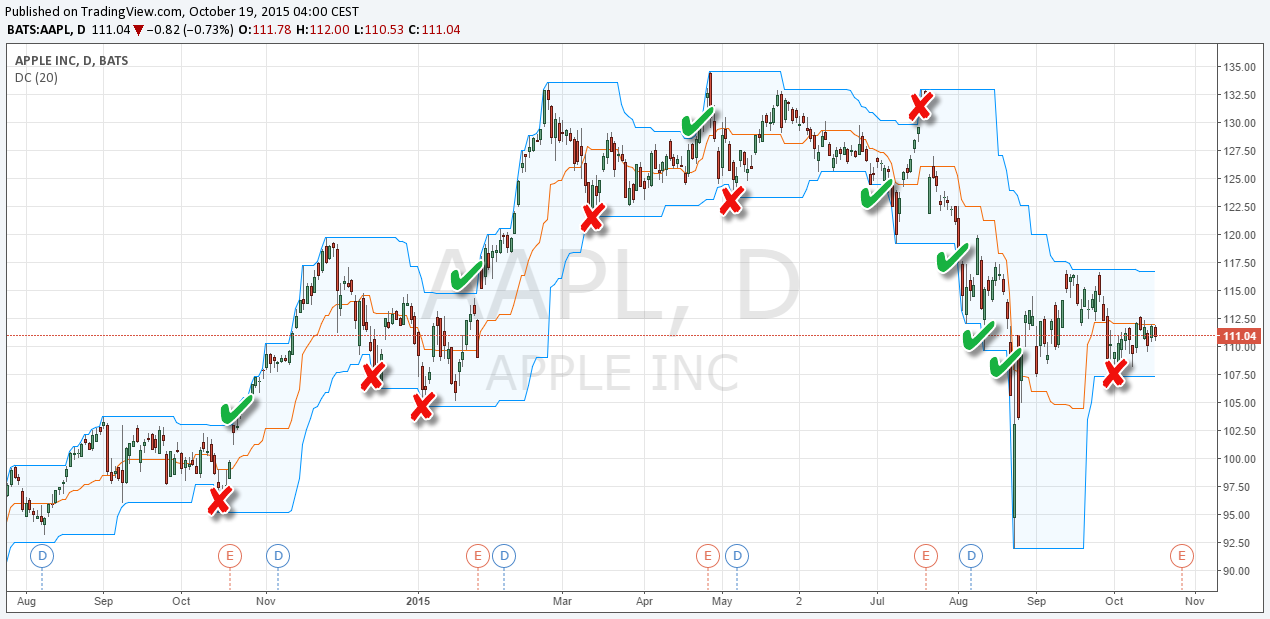 Published on TradingView.com, October 19, 2015 04:00 CEST
BATS:AAPL, D 111.04 ▼ −0.82 (−0.73%) O:111.78 H:112.00 L:110.53 C:111.04
APPLE INC, D, BATS
DC (20)
AAPL, D
APPLE INC
135.00
132.50
130.00
127.50
125.00
122.50
120.00
117.50
115.00
112.50
111.04
110.00
107.50
105.00
102.50
100.00
97.50
95.00
92.50
90.00
D E D E D E D E D E
Aug Sep Oct Nov 2015 Mar Apr May 2 Jul Aug Sep Oct Nov